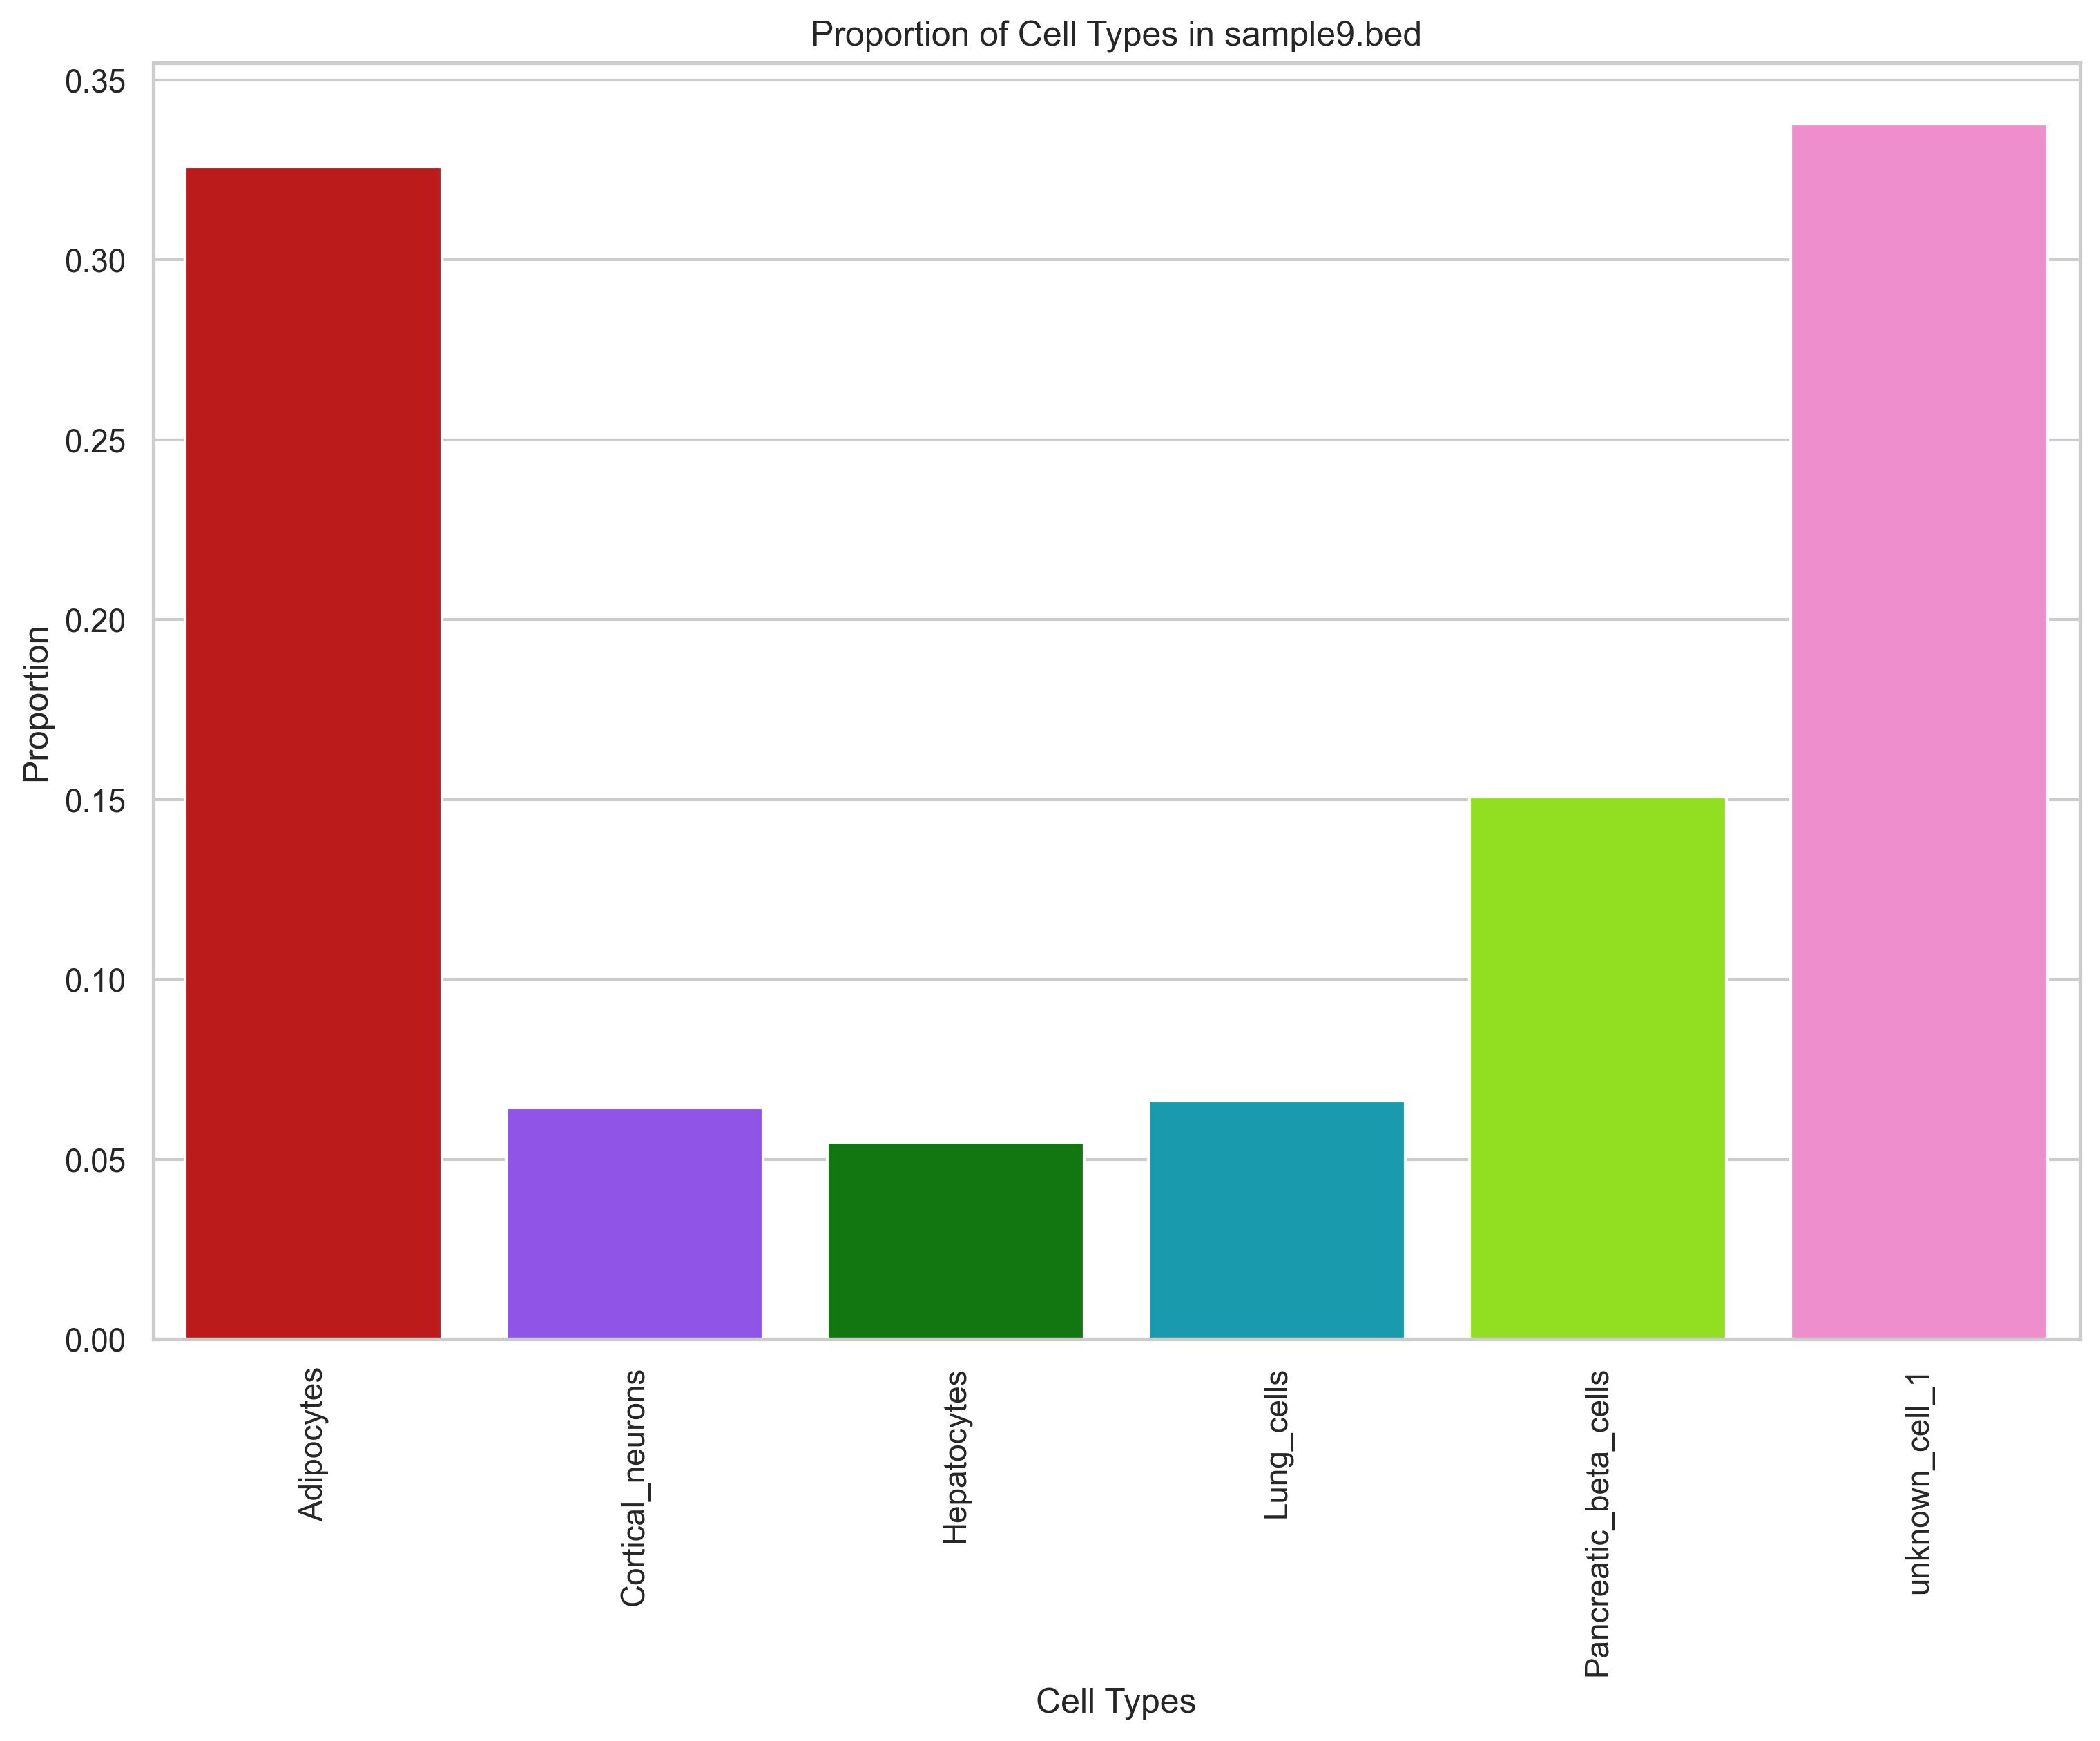 Proportion of Cell Types in sample9.bed
0.35
0.30
0.25
0.20
0.15
0.10
0.05
0.00
Proportion
Adipocytes
Cortical_neurons
Hepatocytes
Lung_cells
Pancreatic_beta_cells
unknown_cell_1
Cell Types